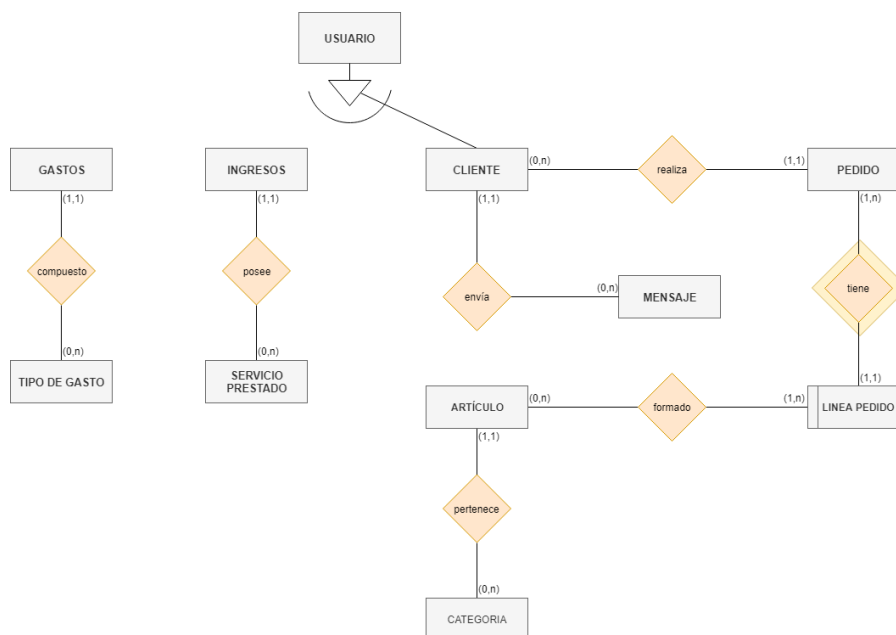 USUARIO
GASTOS
INGRESOS
CLIENTE
(0,n)
realiza
(1,1)
PEDIDO
(1,1)
(1,1)
(1,1)
(1,n)
compuesto
posee
envía
(0,n)
MENSAJE
tiene
(0,n)
(0,n)
(1,1)
TIPO DE GASTO
SERVICIO
PRESTADO
ARTÍCULO
(0,n)
formado
(1,n)
LINEA PEDIDO
(1,1)
pertenece
(0,n)
CATEGORIA